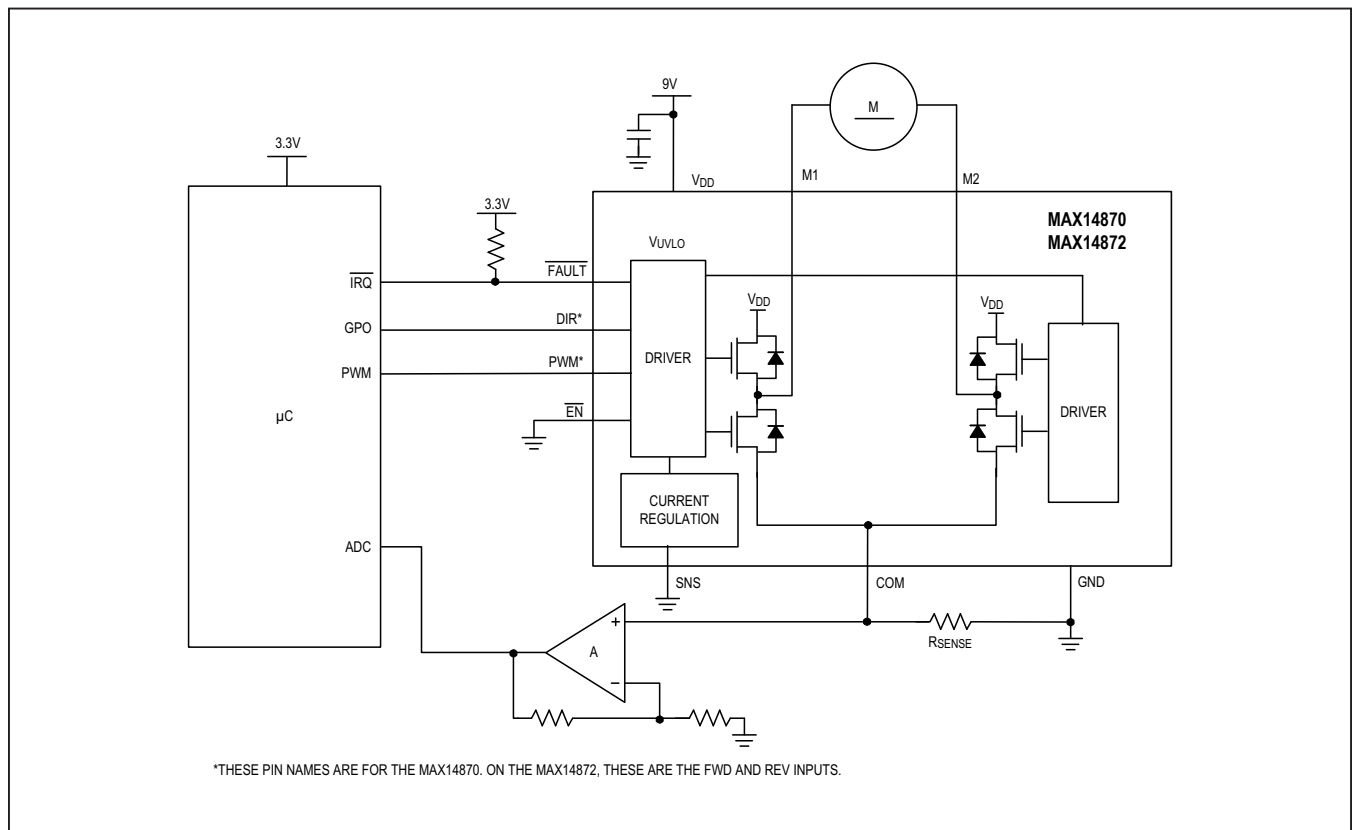 9V
M
3.3V
VDD
M1
M2
3.3V
MAX14870
MAX14872
VUVLO
FAULT
IRQ
VDD
VDD
GPO
DIR*
DRIVER
PWM
PWM*
DRIVER
µC
EN
CURRENT
REGULATION
ADC
SNS
COM
GND
+
A
RSENSE
–
*THESE PIN NAMES ARE FOR THE MAX14870. ON THE MAX14872, THESE ARE THE FWD AND REV INPUTS.